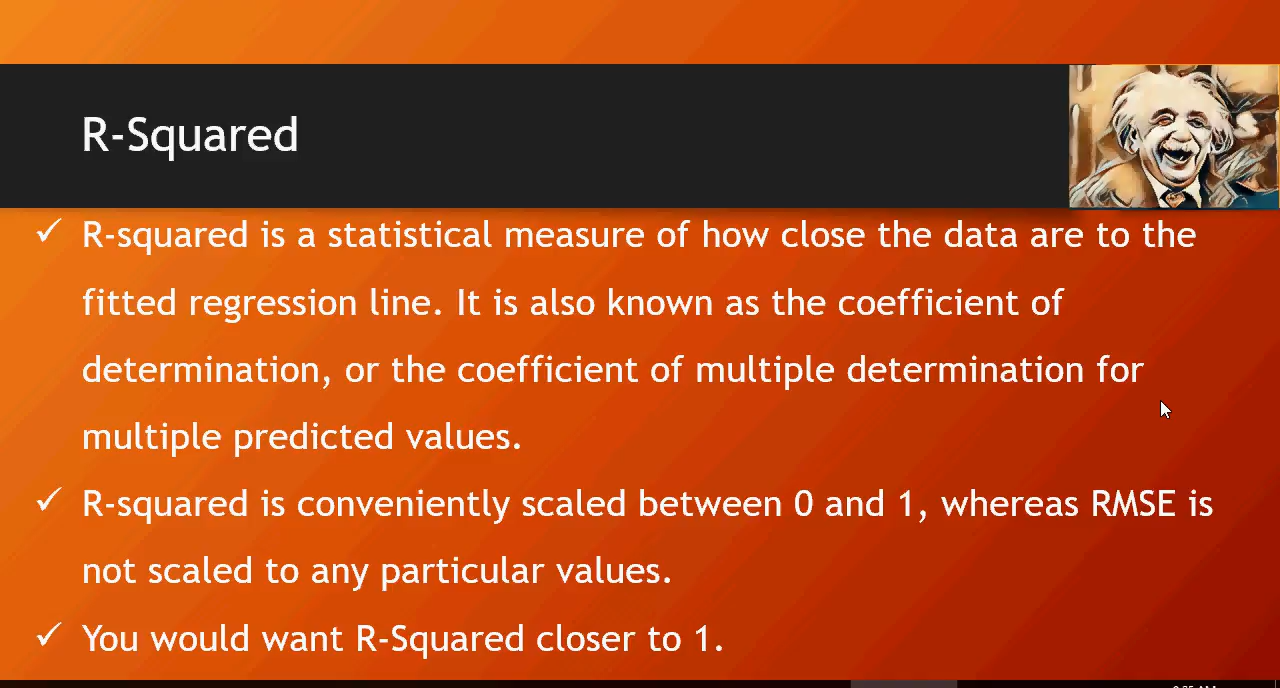 R-Squared
✓ R-squared is a statistical measure of how close the data are to the
fitted regression line. It is also known as the coefficient of
determination, or the coefficient of multiple determination for
multiple predicted values.
✓ R-squared is conveniently scaled between 0 and 1, whereas RMSE is
not scaled to any particular values.
✓ You would want R-Squared closer to 1.